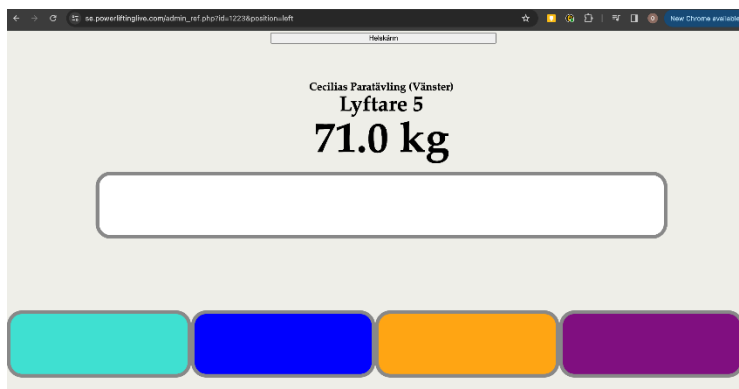 se.powerliftinglive.com/admin_ref.php?id=1223&position=left
New Chrome available
Helskärm
Cecilias Paratävling (Vänster)
Lyftare 5
71.0 kg